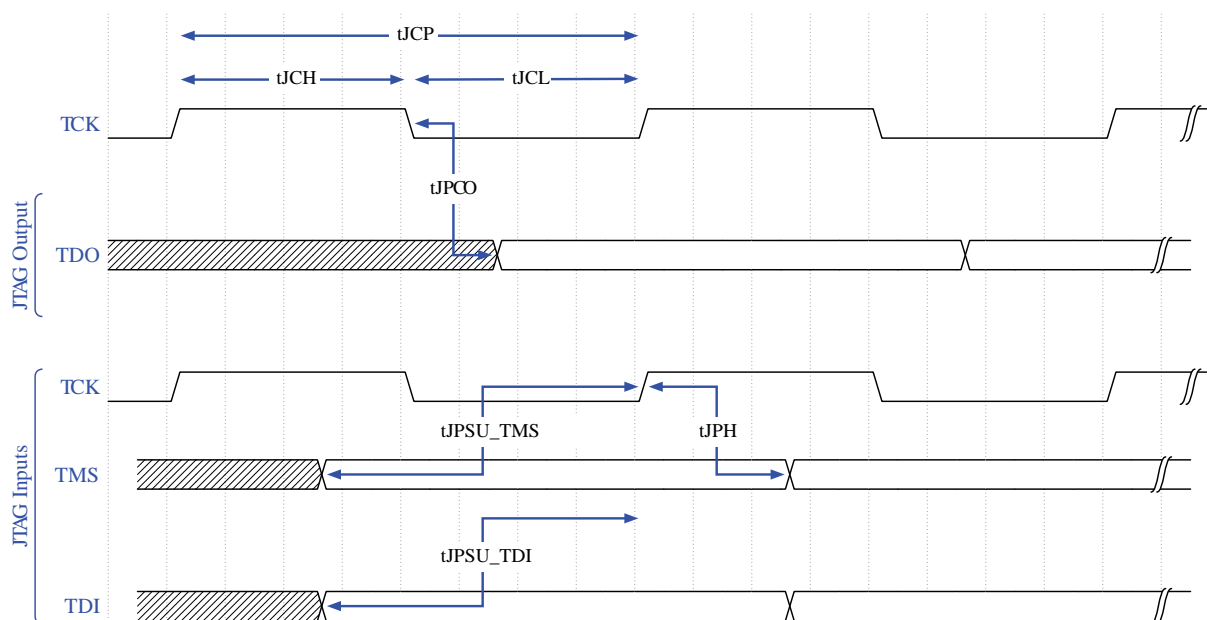 tJCP
tJCH
tJCL
TCK
tJPCO
JTAG Output
TDO
TCK
tJPSU_TMS
tJPH
JTAG Inputs
TMS
tJPSU_TDI
TDI